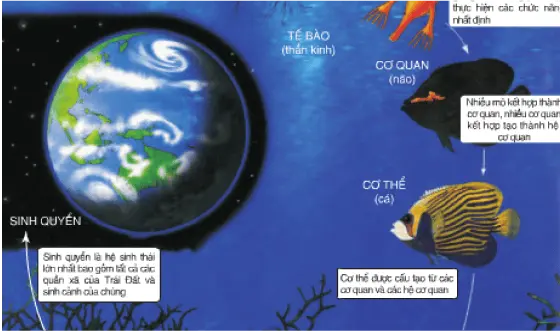 thực hiện các chức năn
nhất định
TẾ BÀO
(thần kinh)
CƠ QUAN
(não)
Nhiều mô kết hợp thành
cơ quan, nhiều cơ quan
kết hợp tạo thành hệ
cơ quan
CƠ THỂ
(cá)
SINH QUYỂN
Sinh quyển là hệ sinh thái
lớn nhất bao gồm tất cả các
quần xã của Trái Đất và
sinh cảnh của chúng
Cơ thể được cấu tạo từ các
cơ quan và các hệ cơ quan